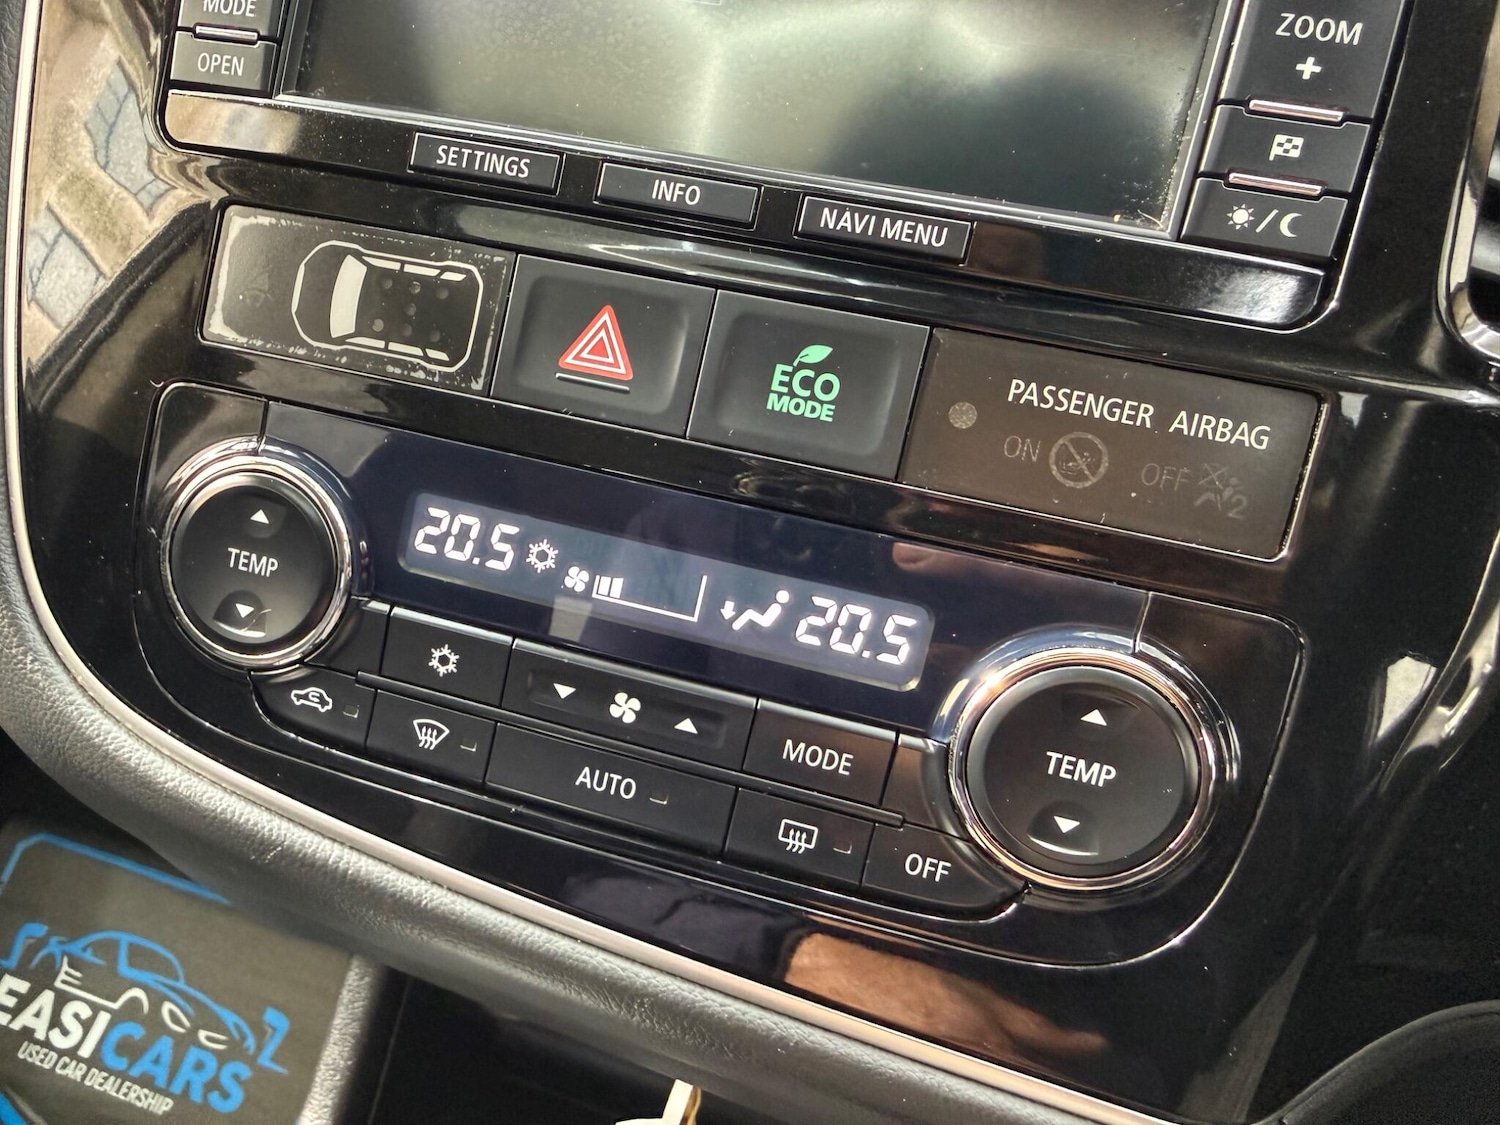 MODE
OPEN
ZOOM
+
SETTINGS
INFO
NAVI MENU
ECO
MODE
PASSENGER AIRBAG
ON
OFF
2
TEMP
20.5
20.5
MODE
TEMP
AUTO
OFF
EASICARS
USED CAR DEALERSHIP